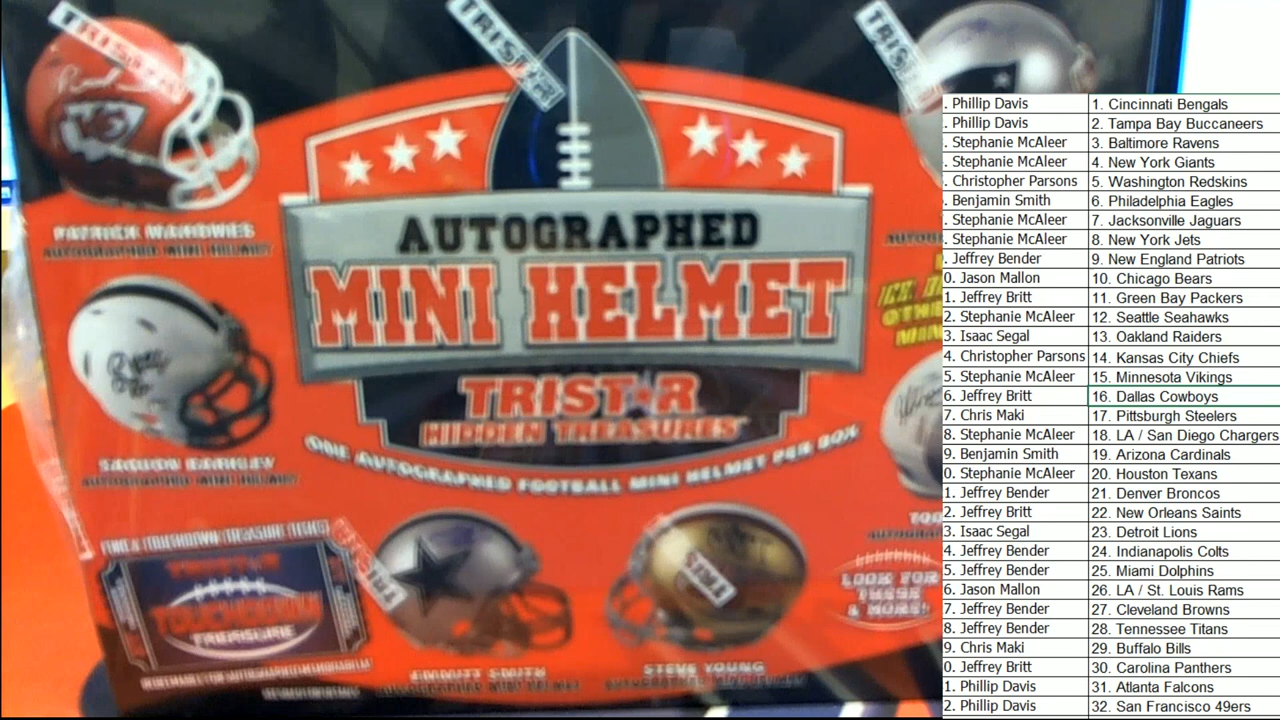 TRISTAR
TRISTAR
TRISTAR
PATRICK MAHOMES
AUTOGRAPHED MINI HELMET
AUTOGRAPHED
MINI HELMET
TRISTAR
HIDDEN TREASURES
ONE AUTOGRAPHED FOOTBALL MINI HELMET PER BOX
SAQUON BARKLEY
AUTOGRAPHED MINI HELMET
TREASURE
EMMITT SMITH
AUTOGRAPHED MINI HELMET
STEVE YOUNG
LOOK FOR
THESE
& MORE!
. Phillip Davis 1. Cincinnati Bengals
. Phillip Davis 2. Tampa Bay Buccaneers
. Stephanie McAleer 3. Baltimore Ravens
. Stephanie McAleer 4. New York Giants
. Christopher Parsons 5. Washington Redskins
. Benjamin Smith 6. Philadelphia Eagles
. Stephanie McAleer 7. Jacksonville Jaguars
. Stephanie McAleer 8. New York Jets
. Jeffrey Bender 9. New England Patriots
0. Jason Mallon 10. Chicago Bears
1. Jeffrey Britt 11. Green Bay Packers
2. Stephanie McAleer 12. Seattle Seahawks
3. Isaac Segal 13. Oakland Raiders
4. Christopher Parsons 14. Kansas City Chiefs
5. Stephanie McAleer 15. Minnesota Vikings
6. Jeffrey Britt 16. Dallas Cowboys
7. Chris Maki 17. Pittsburgh Steelers
8. Stephanie McAleer 18. LA / San Diego Chargers
9. Benjamin Smith 19. Arizona Cardinals
0. Stephanie McAleer 20. Houston Texans
1. Jeffrey Bender 21. Denver Broncos
2. Jeffrey Britt 22. New Orleans Saints
3. Isaac Segal 23. Detroit Lions
4. Jeffrey Bender 24. Indianapolis Colts
5. Jeffrey Bender 25. Miami Dolphins
6. Jason Mallon 26. LA / St. Louis Rams
7. Jeffrey Bender 27. Cleveland Browns
8. Jeffrey Bender 28. Tennessee Titans
9. Chris Maki 29. Buffalo Bills
0. Jeffrey Britt 30. Carolina Panthers
1. Phillip Davis 31. Atlanta Falcons
2. Phillip Davis 32. San Francisco 49ers